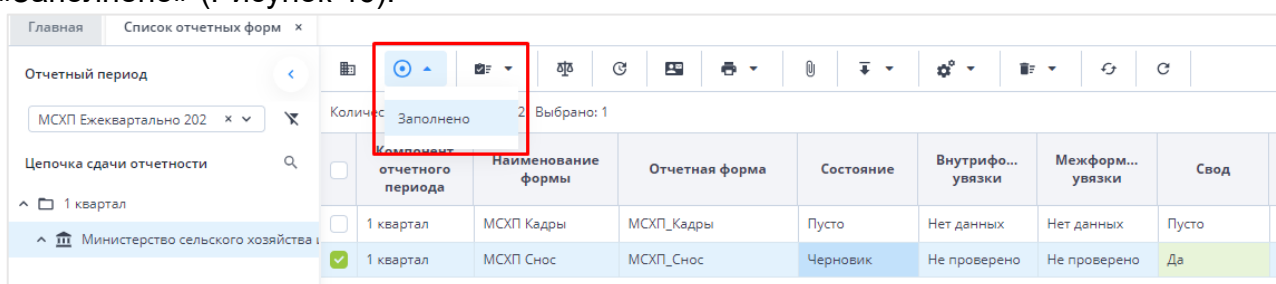 «Заполнено» (Рисунок 10).
Главная Список отчетных форм ×
Отчетный период
МСХП Ежеквартально 202 ×
Количес 2 Выбрано: 1
Заполнено
Цепочка сдачи отчетности
1 квартал
Министерство сельского хозяйства и
Компонент отчетного периода Наименование формы Отчетная форма Состояние Внутрифо... увязки Межформ... увязки Свод
1 квартал МСХП Кадры МСХП_Кадры Пусто Нет данных Нет данных Пусто
1 квартал МСХП Снос МСХП_Снос Черновик Не проверено Не проверено Да